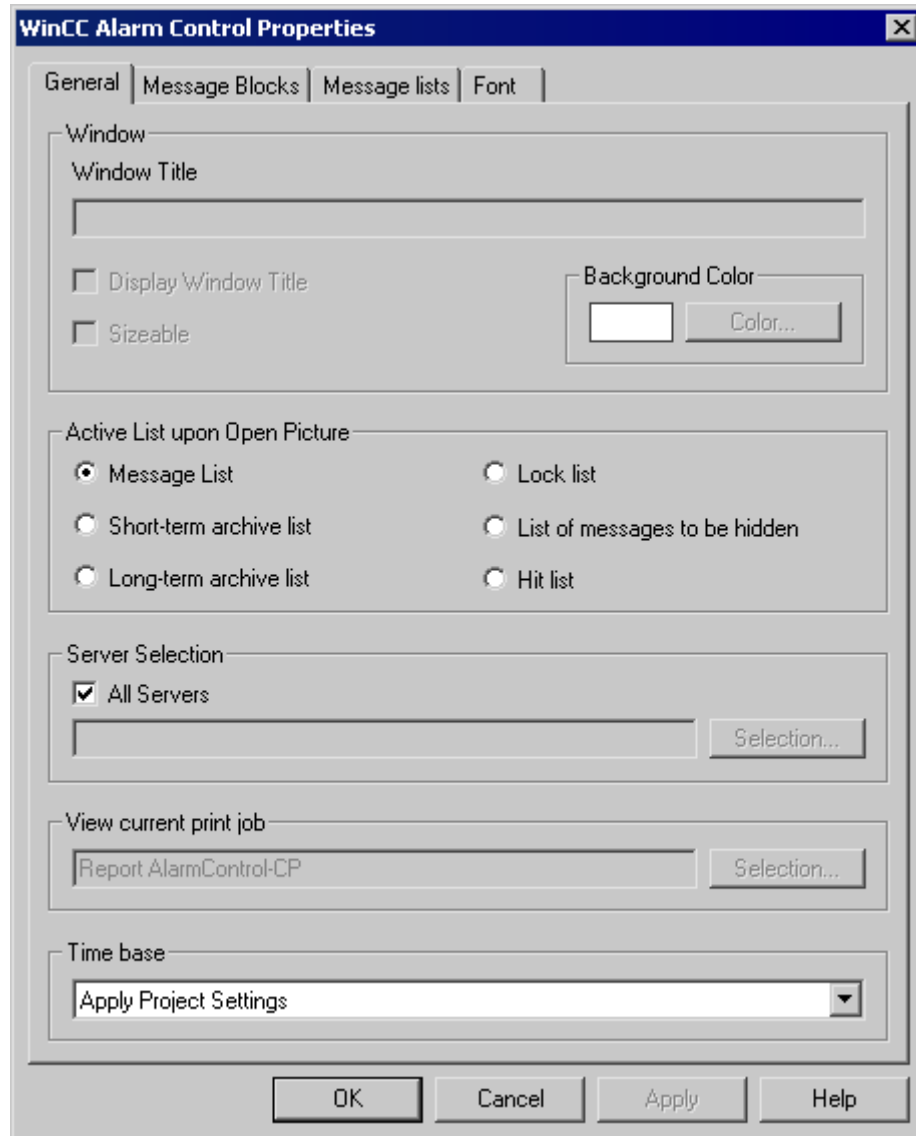 WinCC Alarm Control Properties
General Message Blocks Message lists Font
Window
Window Title
Display Window Title
Background Color
Color...
Sizeable
Active List upon Open Picture
Message List
Lock list
Short-term archive list
List of messages to be hidden
Long-term archive list
Hit list
Server Selection
All Servers
Selection...
View current print job
Report AlarmControl-CP
Selection...
Time base
Apply Project Settings
OK Cancel Apply Help